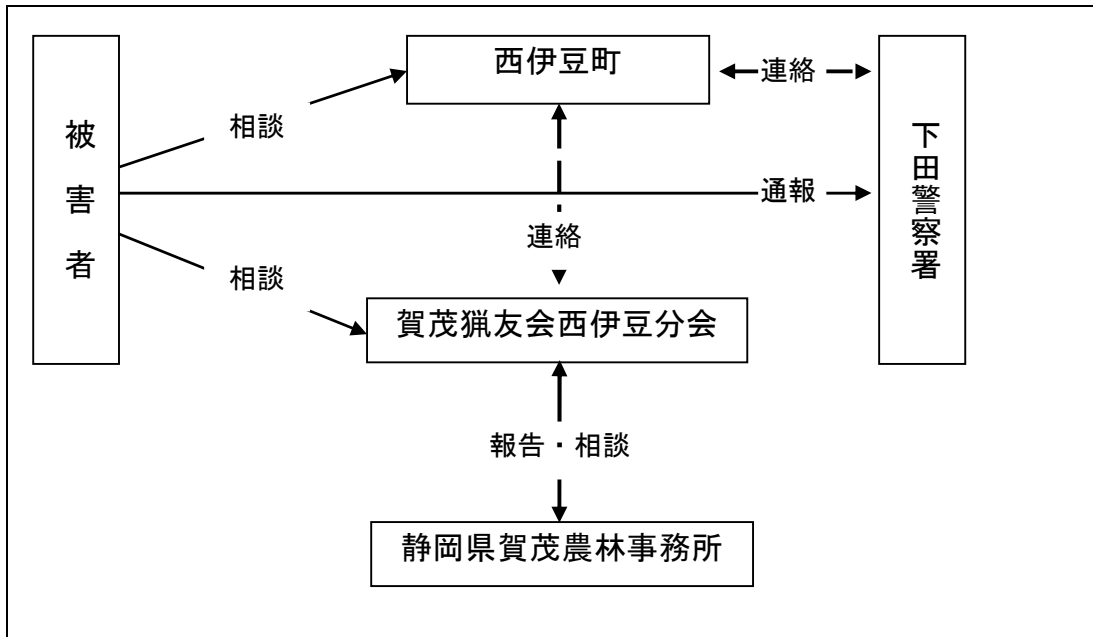 西伊豆町
連絡
相談
被害者
下田警察署
通報
連絡
相談
賀茂猟友会西伊豆分会
報告・相談
静岡県賀茂農林事務所